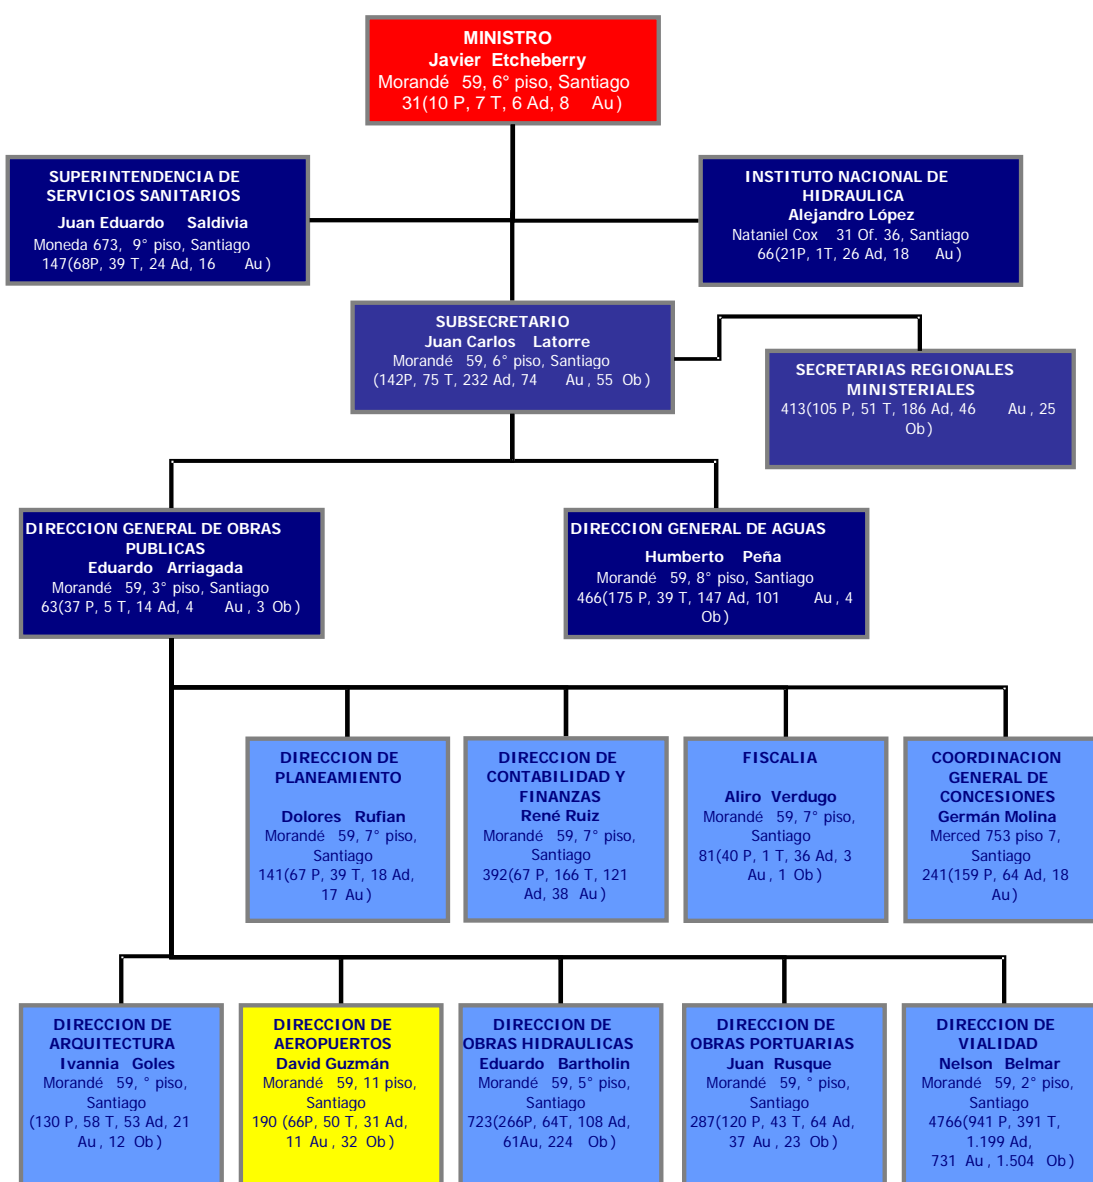 MINISTRO
Javier Etcheberry
Morandé 59, 6° piso, Santiago
31(10 P, 7 T, 6 Ad, 8 Au)
SUPERINTENDENCIA DE
SERVICIOS SANITARIOS
Juan Eduardo Saldivia
Moneda 673, 9° piso, Santiago
147(68P, 39 T, 24 Ad, 16 Au)
INSTITUTO NACIONAL DE
HIDRAULICA
Alejandro López
Nataniel Cox 31 Of. 36, Santiago
66(21P, 1T, 26 Ad, 18 Au)
SUBSECRETARIO
Juan Carlos Latorre
Morandé 59, 6° piso, Santiago
(142P, 75 T, 232 Ad, 74 Au, 55 Ob)
SECRETARIAS REGIONALES
MINISTERIALES
413(105 P, 51 T, 186 Ad, 46 Au, 25
Ob)
DIRECCION GENERAL DE OBRAS
PUBLICAS
Eduardo Arriagada
Morandé 59, 3° piso, Santiago
63(37 P, 5 T, 14 Ad, 4 Au, 3 Ob)
DIRECCION GENERAL DE AGUAS
Humberto Peña
Morandé 59, 8° piso, Santiago
466(175 P, 39 T, 147 Ad, 101 Au, 4
Ob)
DIRECCION DE
PLANEAMIENTO
Dolores Rufian
Morandé 59, 7° piso,
Santiago
141(67 P, 39 T, 18 Ad,
17 Au)
DIRECCION DE
CONTABILIDAD Y
FINANZAS
René Ruiz
Morandé 59, 7° piso,
Santiago
392(67 P, 166 T, 121
Ad, 38 Au)
FISCALIA
Aliro Verdugo
Morandé 59, 7° piso,
Santiago
81(40 P, 1 T, 36 Ad, 3
Au, 1 Ob)
COORDINACION
GENERAL DE
CONCESIONES
Germán Molina
Merced 753 piso 7,
Santiago
241(159 P, 64 Ad, 18
Au)
DIRECCION DE
ARQUITECTURA
Ivannia Goles
Morandé 59, ° piso,
Santiago
(130 P, 58 T, 53 Ad, 21
Au, 12 Ob)
DIRECCION DE
AEROPUERTOS
David Guzmán
Morandé 59, 11 piso,
Santiago
190 (66P, 50 T, 31 Ad,
11 Au, 32 Ob)
DIRECCION DE
OBRAS HIDRAULICAS
Eduardo Bartholin
Morandé 59, 5° piso,
Santiago
723(266P, 64T, 108 Ad,
61Au, 224 Ob)
DIRECCION DE
OBRAS PORTUARIAS
Juan Rusque
Morandé 59, ° piso,
Santiago
287(120 P, 43 T, 64 Ad,
37 Au, 23 Ob)
DIRECCION DE
VIALIDAD
Nelson Belmar
Morandé 59, 2° piso,
Santiago
4766(941 P, 391 T,
1.199 Ad,
731 Au, 1.504 Ob)